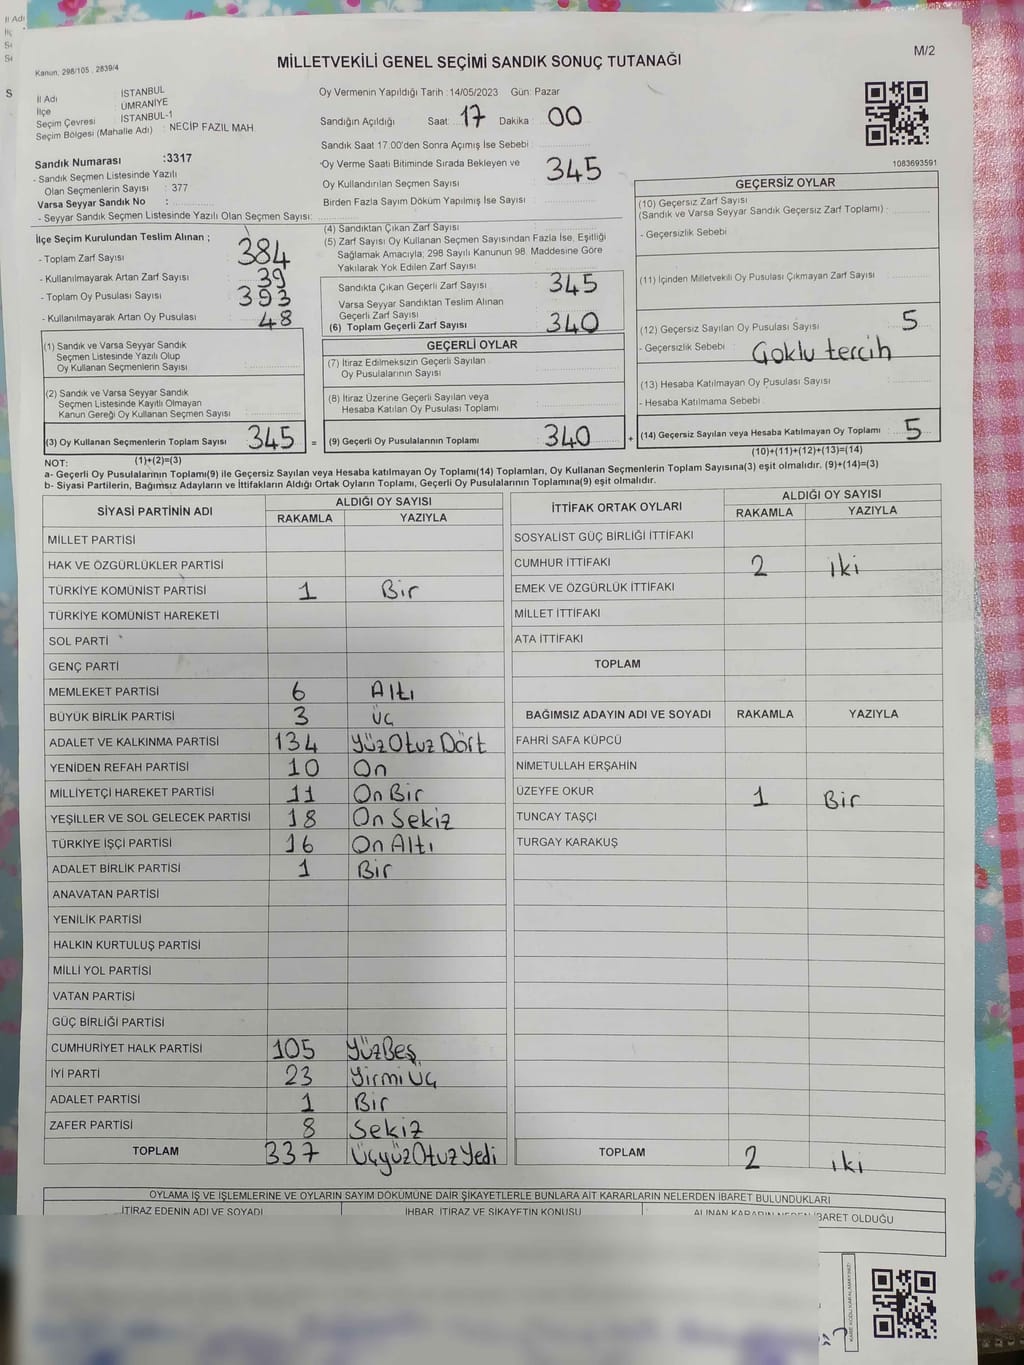 Kanun; 298/105 , 2839/4
MİLLETVEKİLİ GENEL SEÇİMİ SANDIK SONUÇ TUTANAĞI
M/2
İl Adı : İSTANBUL
İlçe : ÜMRANİYE
Seçim Çevresi : İSTANBUL-1
Seçim Bölgesi (Mahalle Adı) : NECİP FAZIL MAH.
Sandık Numarası :3317
- Sandık Seçmen Listesinde Yazılı
Olan Seçmenlerin Sayısı : 377
Varsa Seyyar Sandık No :
- Seyyar Sandık Seçmen Listesinde Yazılı Olan Seçmen Sayısı:
Oy Vermenin Yapıldığı Tarih : 14/05/2023 Gün: Pazar
Sandığın Açıldığı Saat: 17 Dakika : 00
Sandık Saat 17:00'den Sonra Açımış İse Sebebi :
-Oy Verme Saati Bitiminde Sırada Bekleyen ve
Oy Kullandırılan Seçmen Sayısı : 345
Birden Fazla Sayım Döküm Yapılmış İse Sayısı :
1083693591
İlçe Seçim Kurulundan Teslim Alınan ;
- Toplam Zarf Sayısı : 384
- Kullanılmayarak Artan Zarf Sayısı : 39
- Toplam Oy Pusulası Sayısı : 393
- Kullanılmayarak Artan Oy Pusulası : 48
(4) Sandıktan Çıkan Zarf Sayısı
(5) Zarf Sayısı Oy Kullanan Seçmen Sayısından Fazla İse, Eşitliği
Sağlamak Amacıyla; 298 Sayılı Kanunun 98. Maddesine Göre
Yakılarak Yok Edilen Zarf Sayısı
Sandıkta Çıkan Geçerli Zarf Sayısı : 345
Varsa Seyyar Sandıktan Teslim Alınan
Geçerli Zarf Sayısı
(6) Toplam Geçerli Zarf Sayısı : 340
GEÇERSİZ OYLAR
(10) Geçersiz Zarf Sayısı
(Sandık ve Varsa Seyyar Sandık Geçersiz Zarf Toplamı) :
- Geçersizlik Sebebi
(11) İçinden Milletvekili Oy Pusulası Çıkmayan Zarf Sayısı
(12) Geçersiz Sayılan Oy Pusulası Sayısı : 5
- Geçersizlik Sebebi : Çoklu tercih
(13) Hesaba Katılmayan Oy Pusulası Sayısı
- Hesaba Katılmama Sebebi
(14) Geçersiz Sayılan veya Hesaba Katılmayan Oy Toplamı : 5
(10)+(11)+(12)+(13)=(14)
(1) Sandık ve Varsa Seyyar Sandık
Seçmen Listesinde Yazılı Olup
Oy Kullanan Seçmenlerin Sayısı :
(2) Sandık ve Varsa Seyyar Sandık
Seçmen Listesinde Kayıtlı Olmayan
Kanun Gereği Oy Kullanan Seçmen Sayısı
(3) Oy Kullanan Seçmenlerin Toplam Sayısı 345 =
GEÇERLİ OYLAR
(7) İtiraz Edilmeksizin Geçerli Sayılan
Oy Pusulalarının Sayısı
(8) İtiraz Üzerine Geçerli Sayılan veya
Hesaba Katılan Oy Pusulası Toplamı
(9) Geçerli Oy Pusulalarının Toplamı 340 +
NOT: (1)+(2)=(3)
a- Geçerli Oy Pusulalarının Toplamı(9) ile Geçersiz Sayılan veya Hesaba katılmayan Oy Toplamı(14) Toplamları, Oy Kullanan Seçmenlerin Toplam Sayısına(3) eşit olmalıdır. (9)+(14)=(3)
b- Siyasi Partilerin, Bağımsız Adayların ve İttifakların Aldığı Ortak Oyların Toplamı, Geçerli Oy Pusulalarının Toplamına(9) eşit olmalıdır.
SİYASİ PARTİNİN ADI ALDIĞI OY SAYISI
RAKAMLA YAZIYLA
MİLLET PARTİSİ
HAK VE ÖZGÜRLÜKLER PARTİSİ
TÜRKİYE KOMÜNİST PARTİSİ 1 Bir
TÜRKİYE KOMÜNİST HAREKETİ
SOL PARTİ
GENÇ PARTİ
MEMLEKET PARTİSİ 6 Altı
BÜYÜK BİRLİK PARTİSİ 3 Üç
ADALET VE KALKINMA PARTİSİ 134 YüzOtuzDört
YENİDEN REFAH PARTİSİ 10 On
MİLLİYETÇİ HAREKET PARTİSİ 11 On Bir
YEŞİLLER VE SOL GELECEK PARTİSİ 18 On Sekiz
TÜRKİYE İŞÇİ PARTİSİ 16 On Altı
ADALET BİRLİK PARTİSİ 1 Bir
ANAVATAN PARTİSİ
YENİLİK PARTİSİ
HALKIN KURTULUŞ PARTİSİ
MİLLİ YOL PARTİSİ
VATAN PARTİSİ
GÜÇ BİRLİĞİ PARTİSİ
CUMHURİYET HALK PARTİSİ 105 YüzBeş
İYİ PARTİ 23 YirmiÜç
ADALET PARTİSİ 1 Bir
ZAFER PARTİSİ 8 Sekiz
TOPLAM 337 ÜçyüzOtuzYedi
İTTİFAK ORTAK OYLARI ALDIĞI OY SAYISI
RAKAMLA YAZIYLA
SOSYALİST GÜÇ BİRLİĞİ İTTİFAKI
CUMHUR İTTİFAKI 2 iki
EMEK VE ÖZGÜRLÜK İTTİFAKI
MİLLET İTTİFAKI
ATA İTTİFAKI
TOPLAM
BAĞIMSIZ ADAYIN ADI VE SOYADI RAKAMLA YAZIYLA
FAHRİ SAFA KÜPCÜ
NİMETULLAH ERŞAHİN
ÜZEYFE OKUR 1 Bir
TUNCAY TAŞÇI
TURGAY KARAKUŞ
TOPLAM 2 iki
OYLAMA İŞ VE İŞLEMLERİNE VE OYLARIN SAYIM DÖKÜMÜNE DAİR ŞİKAYETLERLE BUNLARA AİT KARARLARIN NELERDEN İBARET BULUNDUKLARI
İTİRAZ EDENİN ADI VE SOYADI İHBAR, İTİRAZ VE ŞİKAYETİN KONUSU ALINAN KARARIN NEDEN İBARET OLDUĞU